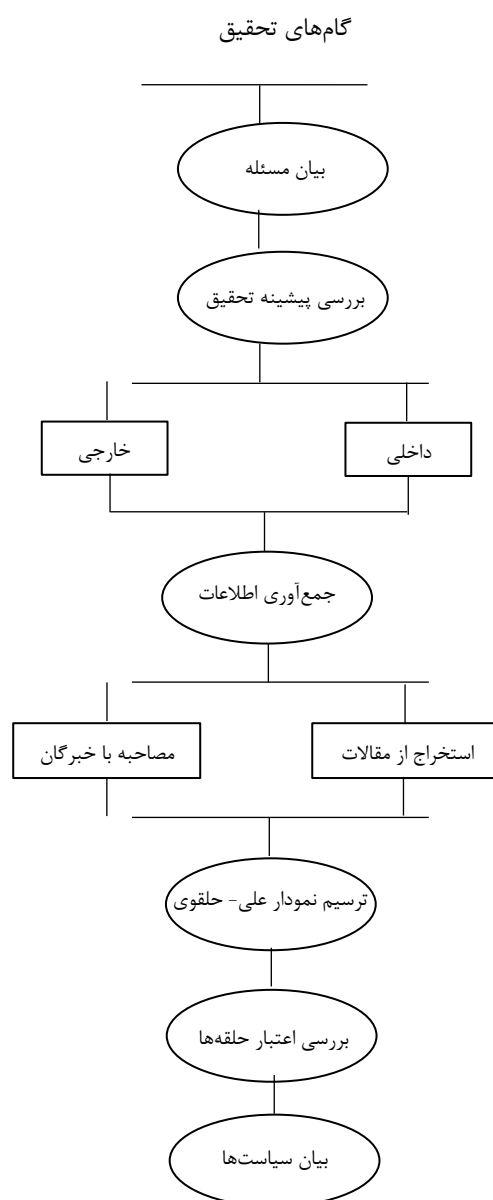 گام‌های تحقیق
بیان مسئله
بررسی پیشینه تحقیق
داخلی
خارجی
جمع‌آوری اطلاعات
استخراج از مقالات
مصاحبه با خبرگان
ترسیم نمودار علی- حلقوی
بررسی اعتبار حلقه‌ها
بیان سیاست‌ها